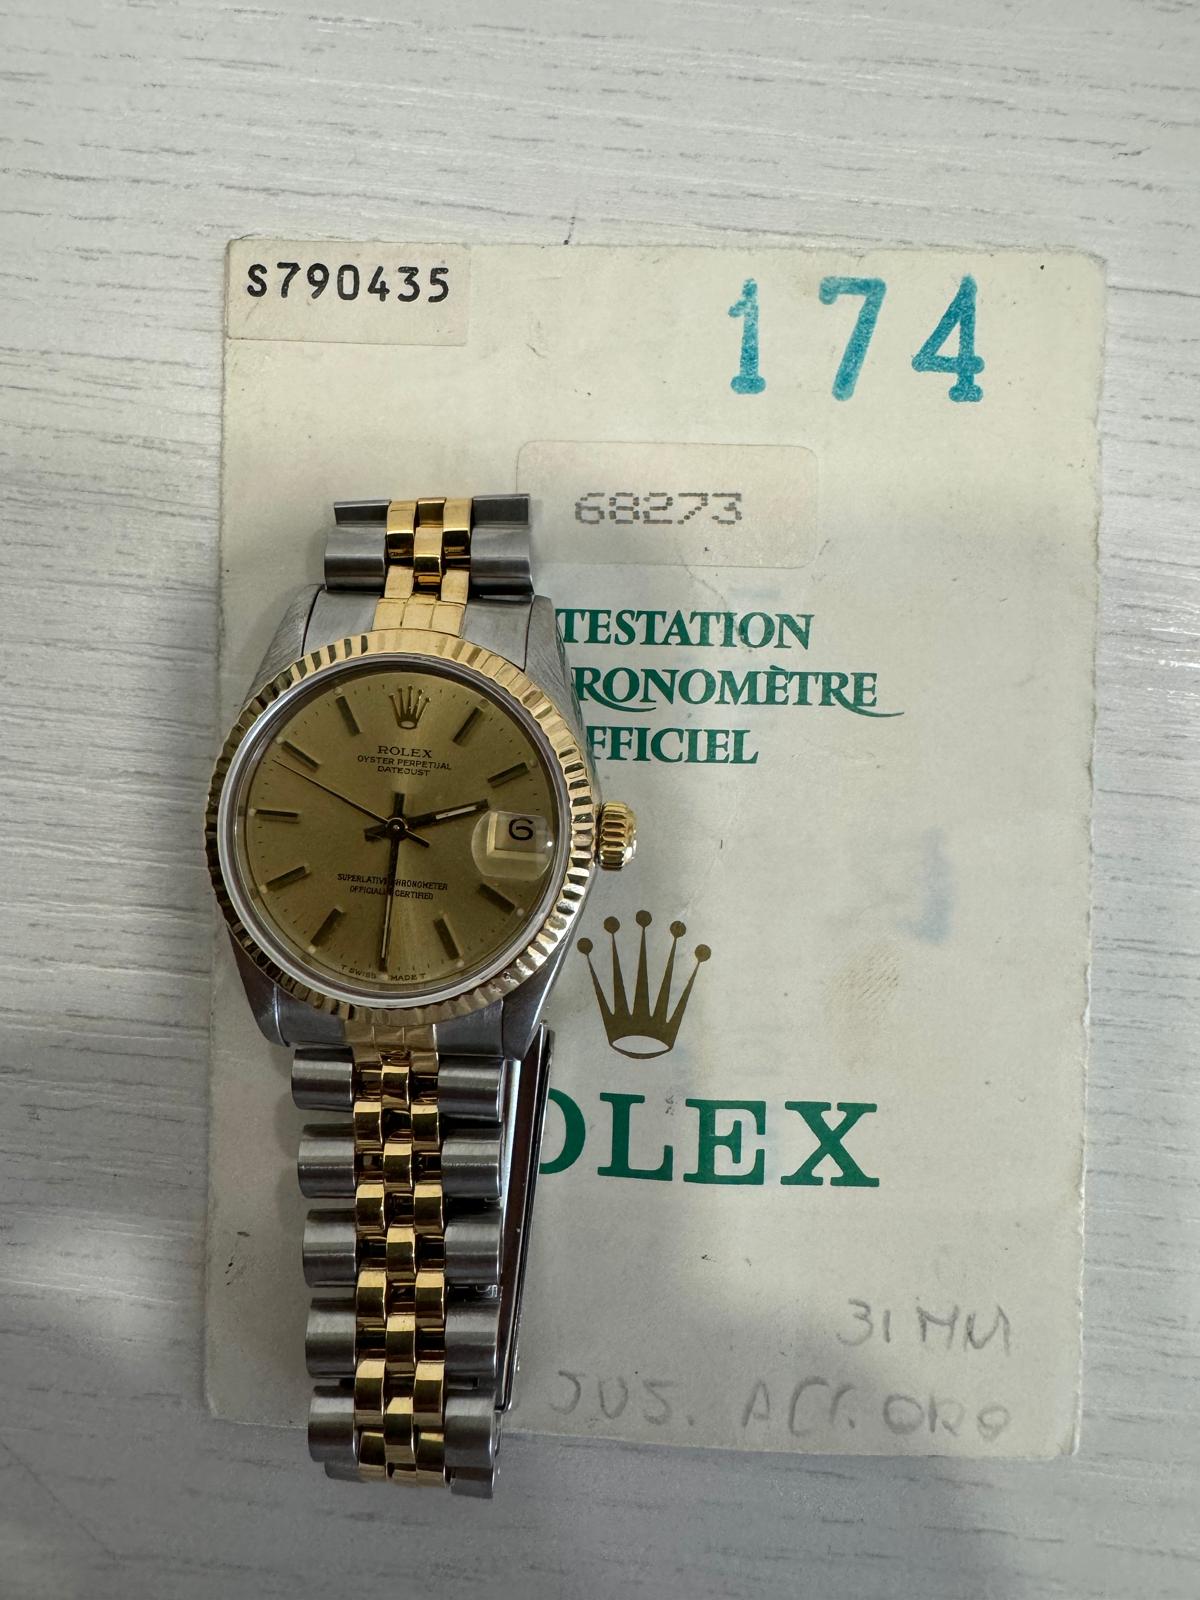 S790435
174
68273
TESTATION
RONOMÈTRE
FFICIEL
ROLEX
OYSTER PERPETUAL
DATEJUST
6
SUPERLATIVE CHRONOMETER
OFFICIALLY CERTIFIED
T SWISS MADE T
OLEX
31 MM
JUS. ACC. ORO